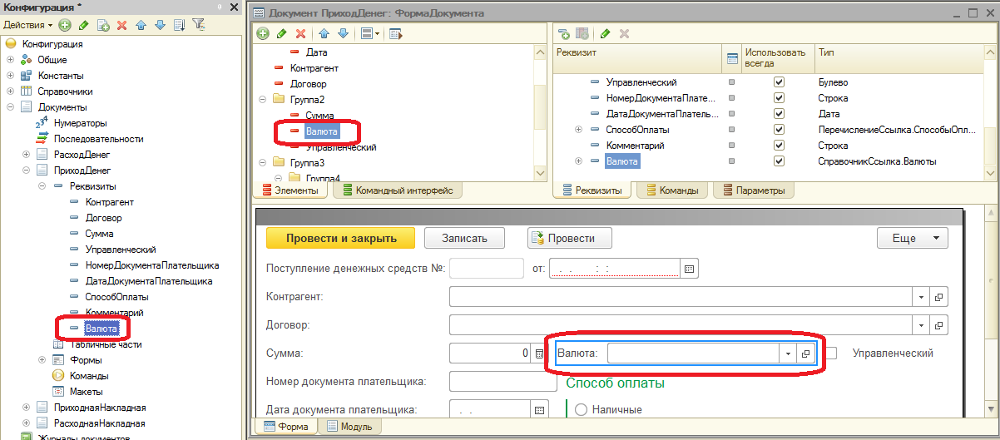 Конфигурация *
Действия
Конфигурация
Общие
Константы
Справочники
Документы
Нумераторы
Последовательности
РасходДенег
ПриходДенег
Реквизиты
Контрагент
Договор
Сумма
Управленческий
НомерДокументаПлательщика
ДатаДокументаПлательщика
СпособОплаты
Комментарий
Валюта
Табличные части
Формы
Команды
Макеты
ПриходнаяНакладная
РасходнаяНакладная
Журналы документов
Документ ПриходДенег: ФормаДокумента
Дата
Контрагент
Договор
Группа2
Сумма
Валюта
Управленческий
Группа3
Группа4
Элементы Командный интерфейс
Реквизит Использовать всегда Тип
Управленческий Булево
НомерДокументаПлате... Строка
ДатаДокументаПлатель... Дата
СпособОплаты ПеречислениеСсылка.СпособыОпл...
Комментарий Строка
Валюта СправочникСсылка.Валюты
Реквизиты Команды Параметры
Провести и закрыть Записать Провести Еще
Поступление денежных средств №: от: . . : :
Контрагент:
Договор:
Сумма: 0 Валюта: Управленческий
Номер документа плательщика: Способ оплаты
Дата документа плательщика: . . Наличные
Форма Модуль